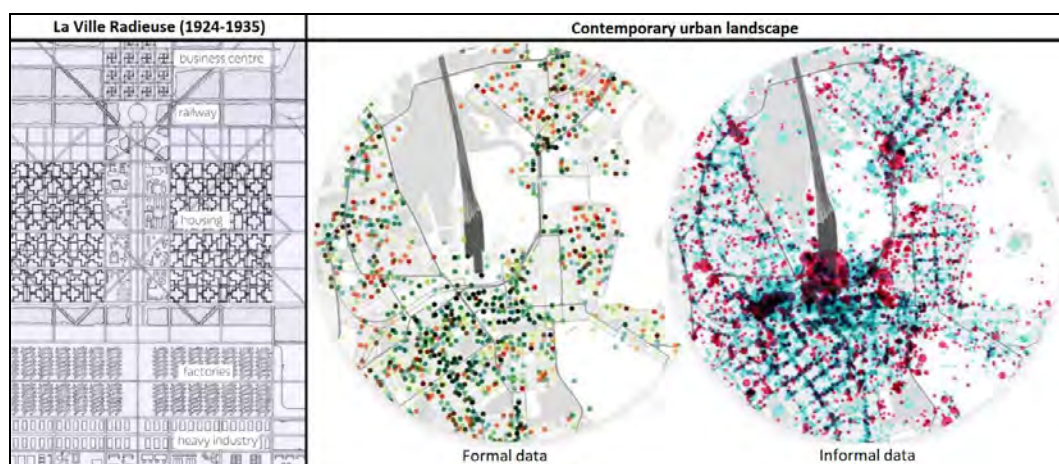 La Ville Radieuse (1924-1935)
Contemporary urban landscape
business centre
railway
housing
factories
heavy industry
Formal data
Informal data